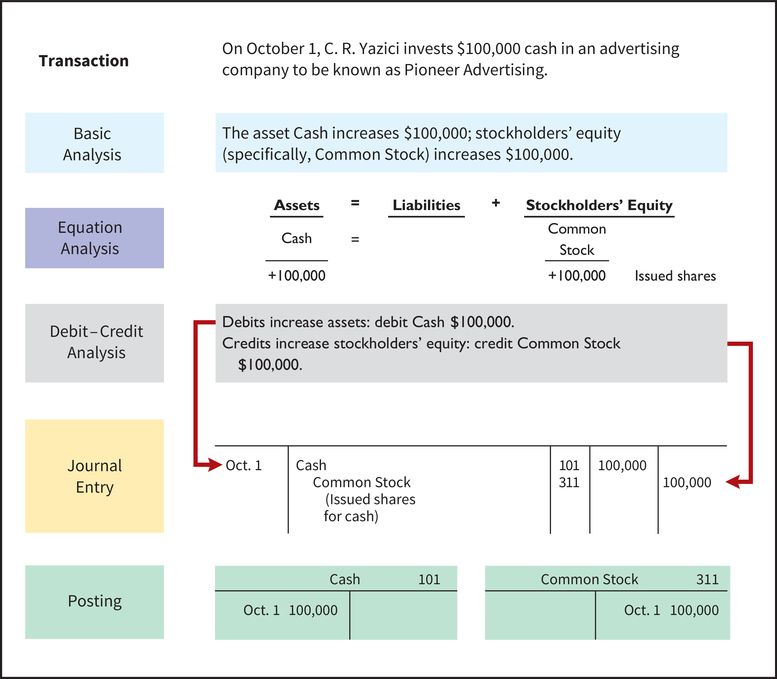 Transaction
On October 1, C. R. Yazici invests $100,000 cash in an advertising
company to be known as Pioneer Advertising.
Basic
Analysis
The asset Cash increases $100,000; stockholders’ equity
(specifically, Common Stock) increases $100,000.
Equation
Analysis
Assets = Liabilities + Stockholders’ Equity
Cash =
Common
Stock
+100,000 +100,000 Issued shares
Debit–Credit
Analysis
Debits increase assets: debit Cash $100,000.
Credits increase stockholders’ equity: credit Common Stock
$100,000.
Journal
Entry
Oct. 1 Cash 101 100,000
Common Stock 311 100,000
(Issued shares
for cash)
Posting
Cash 101
Oct. 1 100,000
Common Stock 311
Oct. 1 100,000